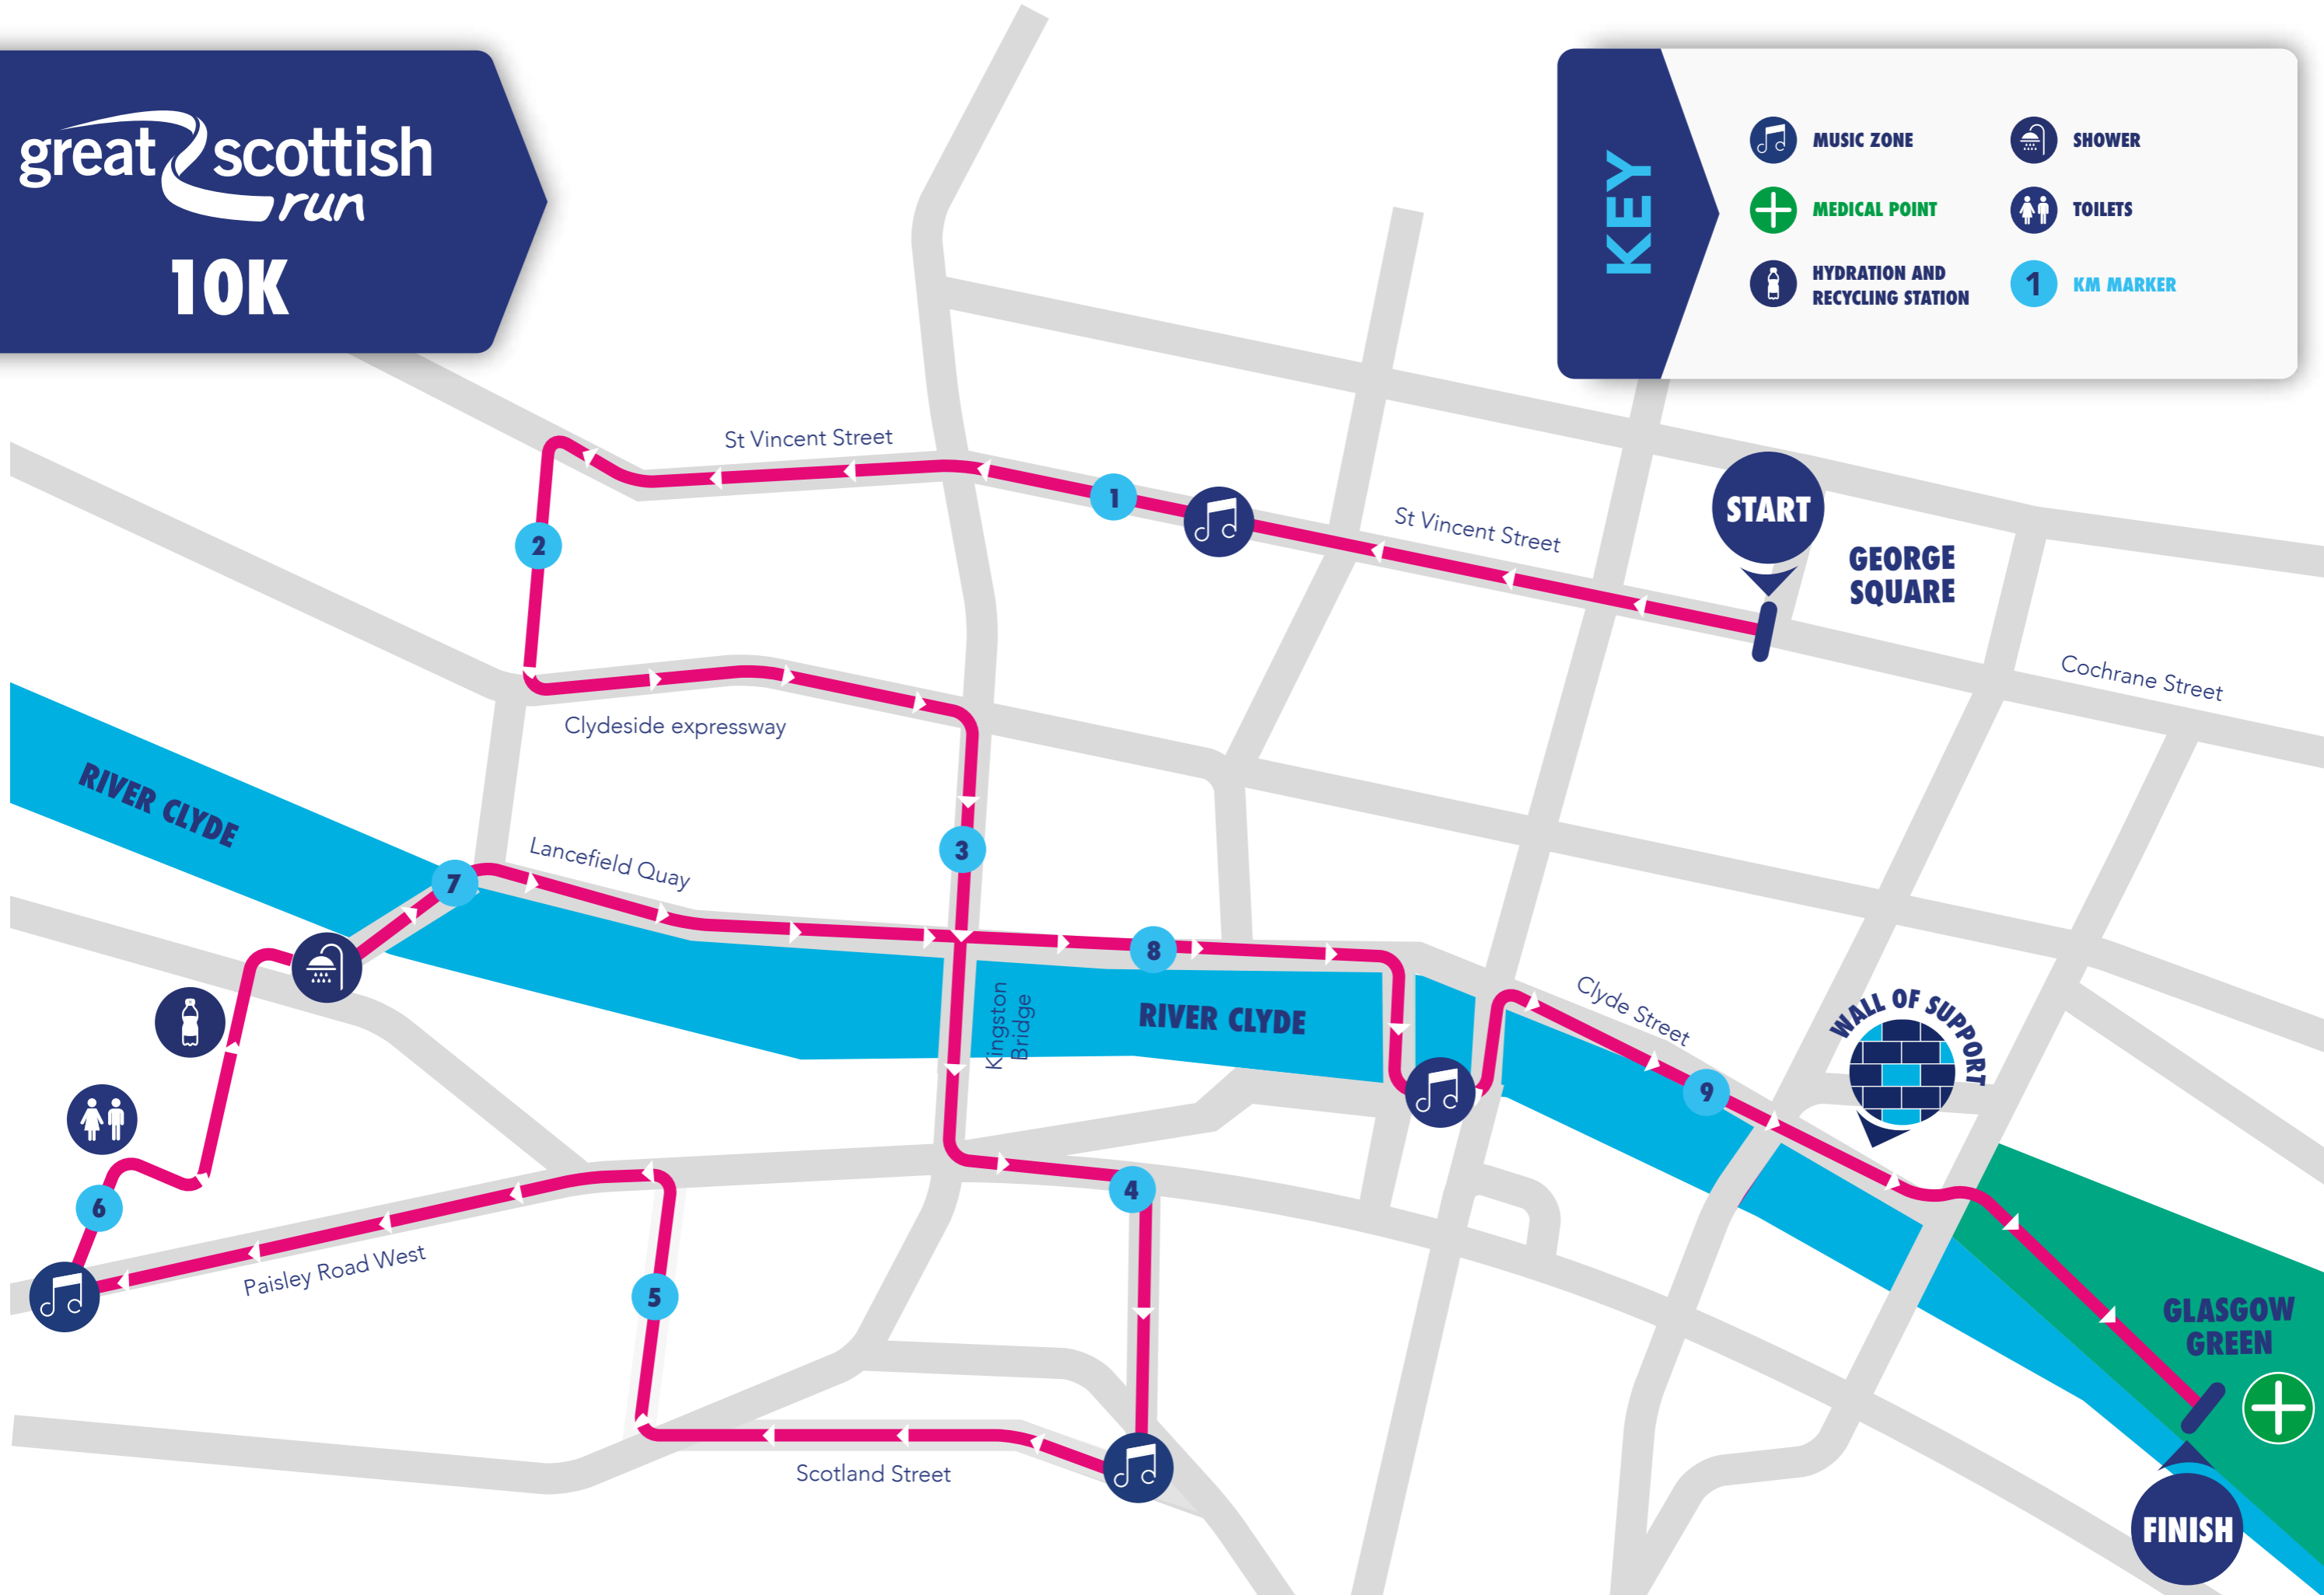 great scottish
run
10K
KEY
MUSIC ZONE
SHOWER
MEDICAL POINT
TOILETS
HYDRATION AND
RECYCLING STATION
1
KM MARKER
St Vincent Street
1
St Vincent Street
START
GEORGE
SQUARE
2
Cochrane Street
Clydeside expressway
RIVER CLYDE
3
Lancefield Quay
7
8
Kingston
Bridge
RIVER CLYDE
Clyde Street
WALL OF SUPPORT
9
4
6
Paisley Road West
5
GLASGOW
GREEN
Scotland Street
FINISH